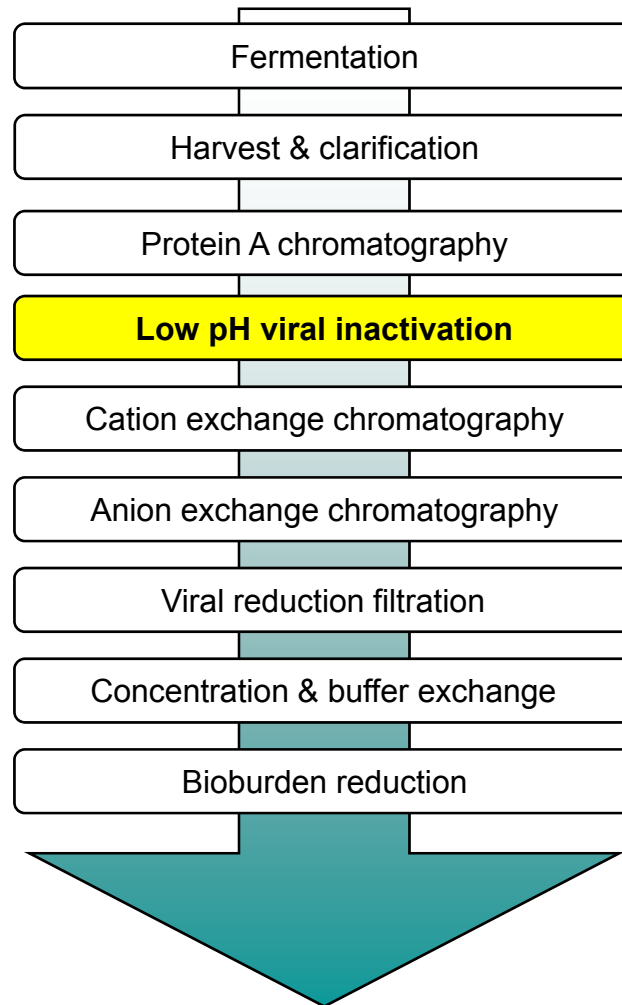 Fermentation
Harvest & clarification
Protein A chromatography
Low pH viral inactivation
Cation exchange chromatography
Anion exchange chromatography
Viral reduction filtration
Concentration & buffer exchange
Bioburden reduction